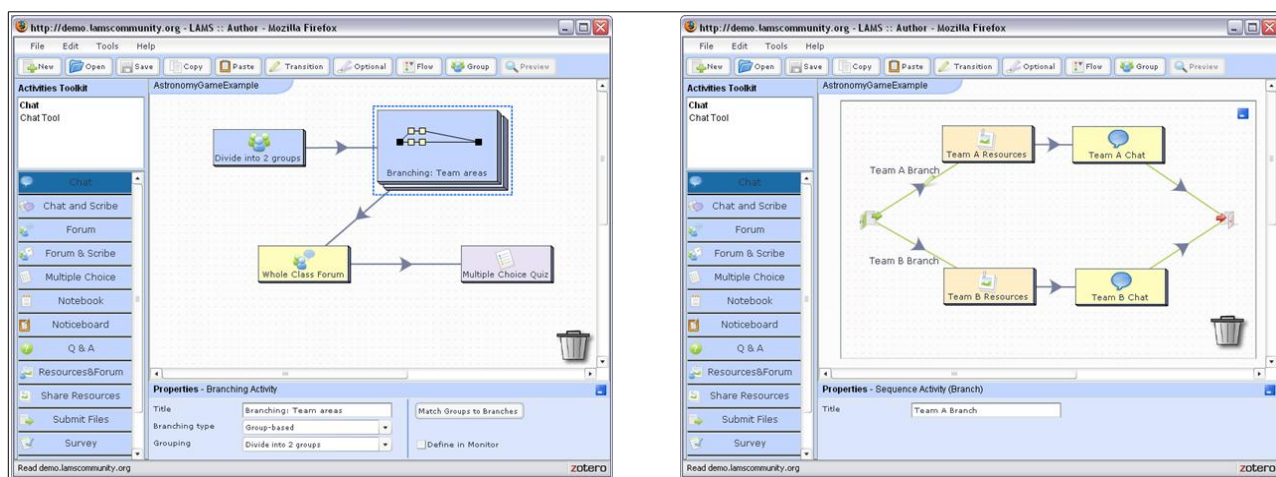 http://demo.lamscommunity.org - LAMS :: Author - Mozilla Firefox
File Edit Tools Help
New Open Save Copy Paste Transition Optional Flow Group Preview
Activities Toolkit
AstronomyGameExample
Chat
Chat Tool
Divide into 2 groups
Branching: Team areas
Chat
Chat and Scribe
Forum
Forum & Scribe
Whole Class Forum
Multiple Choice Quiz
Multiple Choice
Notebook
Noticeboard
Q & A
Resources&Forum
Share Resources
Submit Files
Survey
Properties - Branching Activity
Title Branching: Team areas Match Groups to Branches
Branching type Group-based
Grouping Divide into 2 groups Define in Monitor
Read demo.lamscommunity.org zotero
http://demo.lamscommunity.org - LAMS :: Author - Mozilla Firefox
File Edit Tools Help
New Open Save Copy Paste Transition Optional Flow Group Preview
Activities Toolkit
AstronomyGameExample
Chat
Chat Tool
Team A Resources
Team A Chat
Team A Branch
Chat
Chat and Scribe
Forum
Forum & Scribe
Team B Branch
Multiple Choice
Team B Resources
Team B Chat
Notebook
Noticeboard
Q & A
Resources&Forum
Share Resources
Submit Files
Survey
Properties - Sequence Activity (Branch)
Title Team A Branch
Read demo.lamscommunity.org zotero